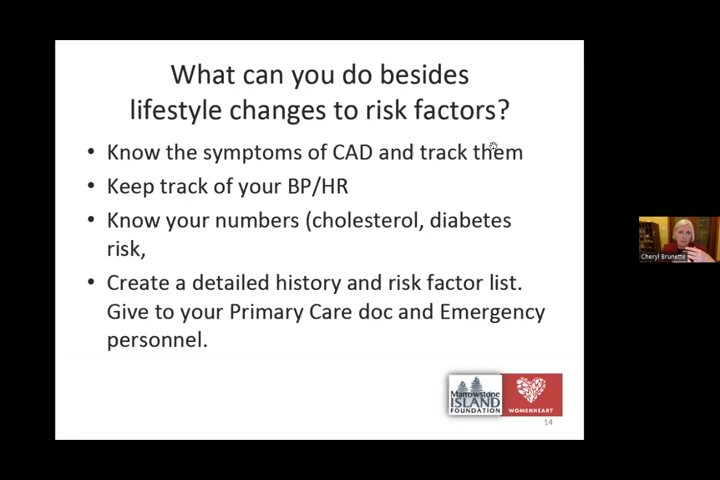 What can you do besides
lifestyle changes to risk factors?
• Know the symptoms of CAD and track them
• Keep track of your BP/HR
• Know your numbers (cholesterol, diabetes
risk,
• Create a detailed history and risk factor list.
Give to your Primary Care doc and Emergency
personnel.
Marrowstone
ISLAND
FOUNDATION
WOMENHEART
14
Cheryl Brunette